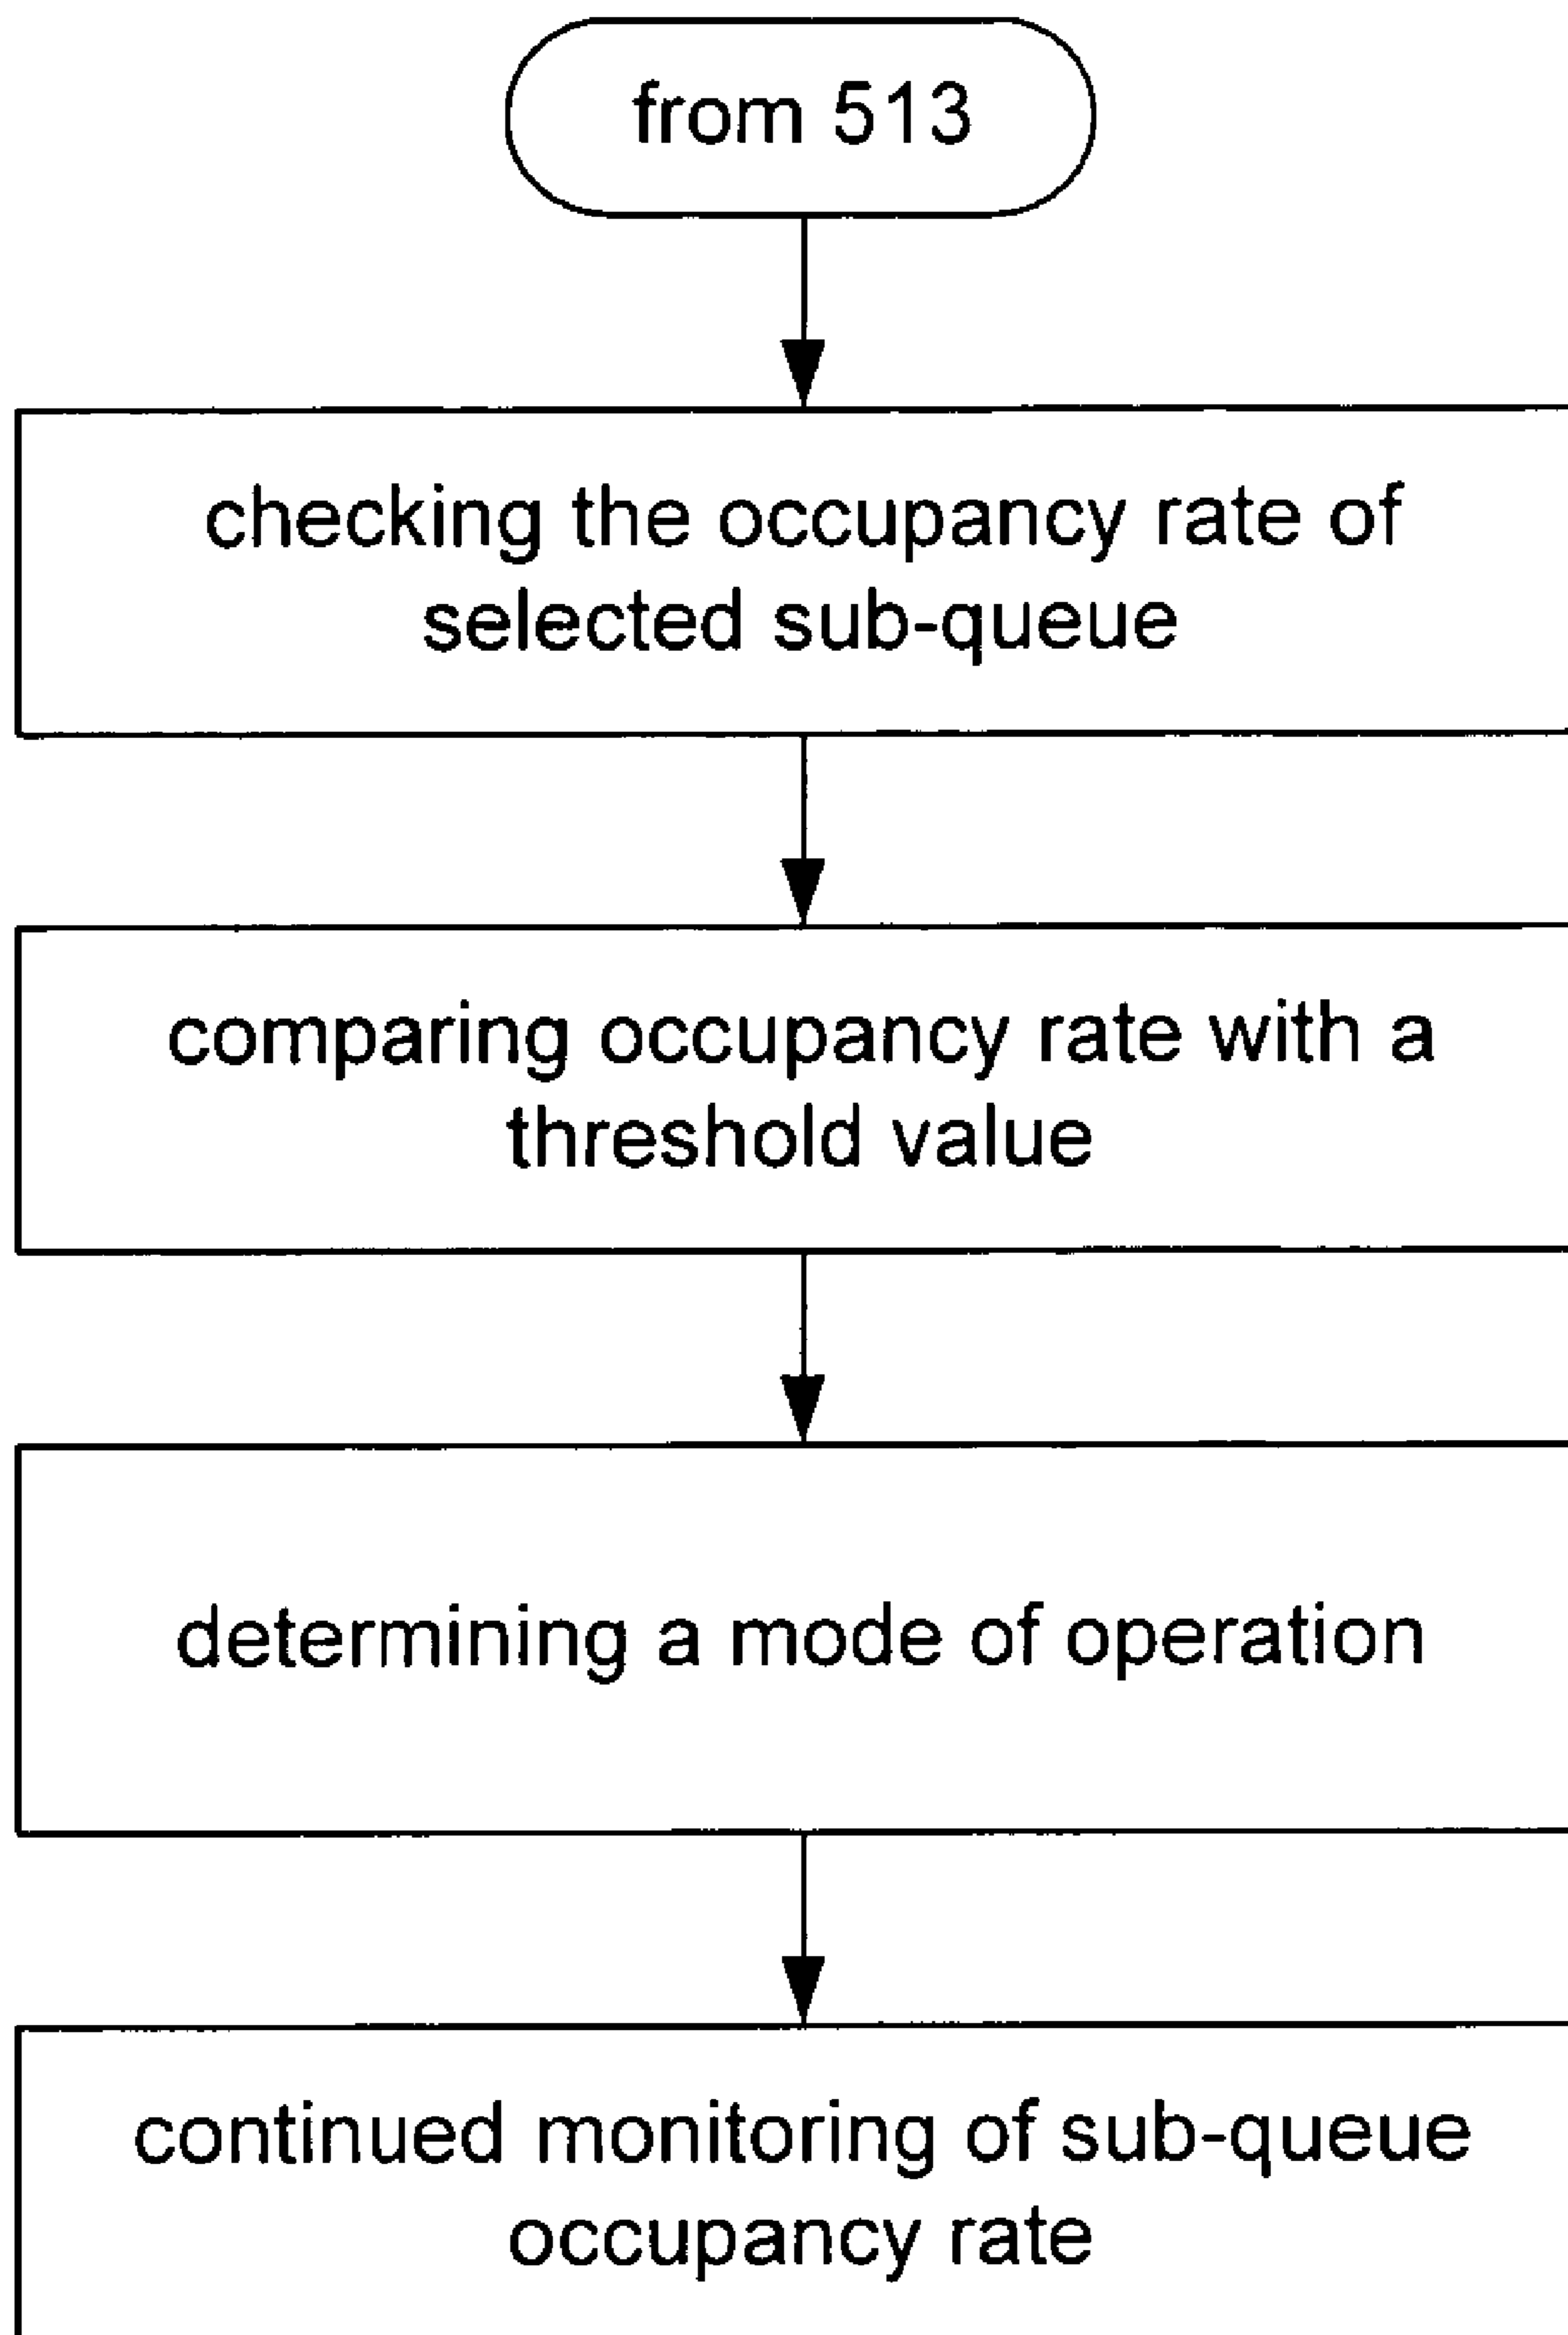 from 513
checking the occupancy rate of
selected sub-queue
comparing occupancy rate with a
threshold value
determining a mode of operation
continued monitoring of sub-queue
occupancy rate